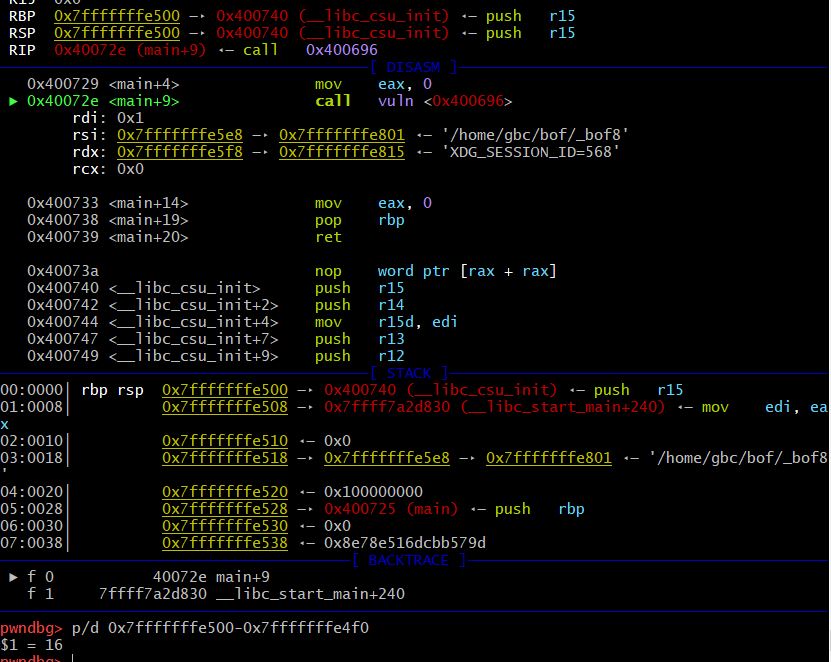 R15  0x0
RBP  0x7fffffffe500 —▸ 0x400740 (__libc_csu_init) ◂— push   r15
RSP  0x7fffffffe500 —▸ 0x400740 (__libc_csu_init) ◂— push   r15
RIP  0x40072e (main+9) ◂— call   0x400696
[ DISASM ]
0x400729 <main+4>    mov    eax, 0
► 0x40072e <main+9>    call   vuln <0x400696>
rdi: 0x1
rsi: 0x7fffffffe5e8 —▸ 0x7fffffffe801 ◂— '/home/gbc/bof/_bof8'
rdx: 0x7fffffffe5f8 —▸ 0x7fffffffe815 ◂— 'XDG_SESSION_ID=568'
rcx: 0x0
0x400733 <main+14>    mov    eax, 0
0x400738 <main+19>    pop    rbp
0x400739 <main+20>    ret
0x40073a    nop    word ptr [rax + rax]
0x400740 <__libc_csu_init>    push   r15
0x400742 <__libc_csu_init+2>    push   r14
0x400744 <__libc_csu_init+4>    mov    r15d, edi
0x400747 <__libc_csu_init+7>    push   r13
0x400749 <__libc_csu_init+9>    push   r12
[ STACK ]
00:0000│ rbp rsp  0x7fffffffe500 —▸ 0x400740 (__libc_csu_init) ◂— push   r15
01:0008│          0x7fffffffe508 —▸ 0x7ffff7a2d830 (__libc_start_main+240) ◂— mov    edi, ea
x
02:0010│          0x7fffffffe510 ◂— 0x0
03:0018│          0x7fffffffe518 —▸ 0x7fffffffe5e8 —▸ 0x7fffffffe801 ◂— '/home/gbc/bof/_bof8
'
04:0020│          0x7fffffffe520 ◂— 0x100000000
05:0028│          0x7fffffffe528 —▸ 0x400725 (main) ◂— push   rbp
06:0030│          0x7fffffffe530 ◂— 0x0
07:0038│          0x7fffffffe538 ◂— 0x8e78e516dcbb579d
[ BACKTRACE ]
► f 0           40072e main+9
f 1     7ffff7a2d830 __libc_start_main+240
pwndbg> p/d 0x7fffffffe500-0x7fffffffe4f0
$1 = 16
pwndbg>